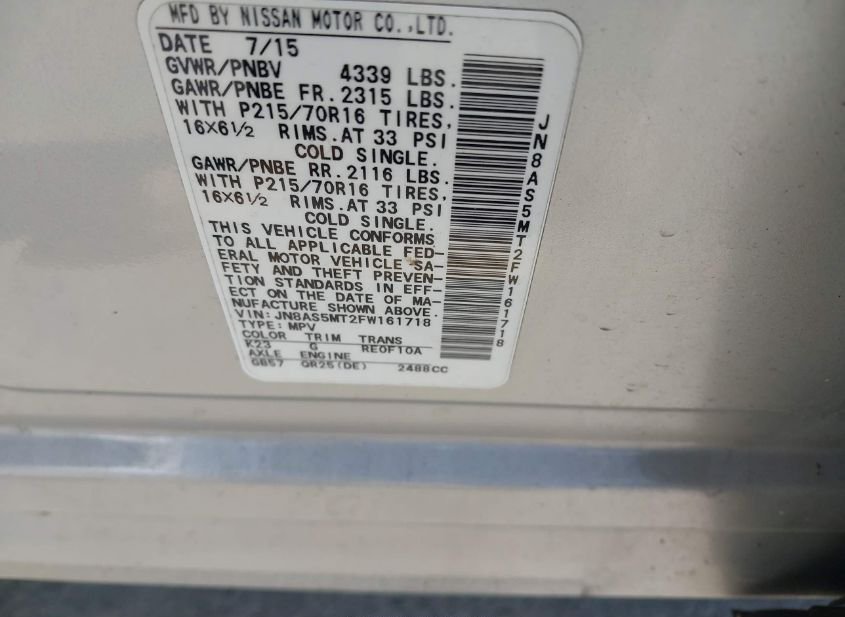 MFD BY NISSAN MOTOR CO.,LTD.
DATE 7/15
GVWR/PNBV 4339 LBS.
GAWR/PNBE FR.2315 LBS.
WITH P215/70R16 TIRES,
16X6½ RIMS.AT 33 PSI
COLD SINGLE.
GAWR/PNBE RR.2116 LBS.
WITH P215/70R16 TIRES,
16X6½ RIMS.AT 33 PSI
COLD SINGLE.
THIS VEHICLE CONFORMS
TO ALL APPLICABLE FED-
ERAL MOTOR VEHICLE SA-
FETY AND THEFT PREVEN-
TION STANDARDS IN EFF-
ECT ON THE DATE OF MA-
NUFACTURE SHOWN ABOVE.
VIN:JN8AS5MT2FW161718
TYPE:MPV
COLOR TRIM TRANS
K23 G RE0F10A
AXLE ENGINE
GB57 QR25(DE) 2488CC
JN8AS5MT2FW161718